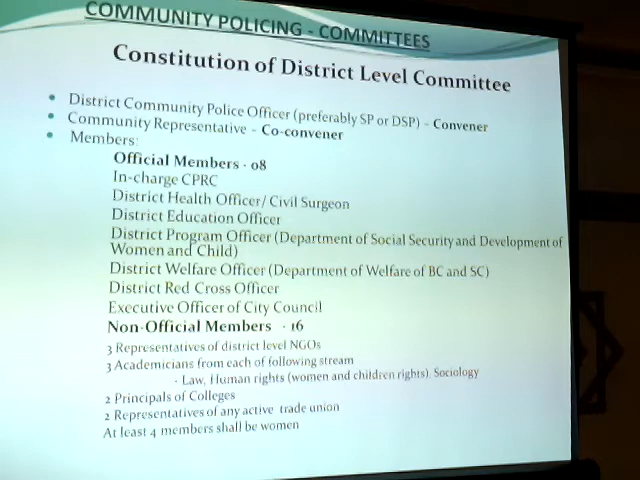 COMMUNITY POLICING - COMMITTEES
Constitution of District Level Committee
• District Community Police Officer (preferably SP or DSP) - Convener
• Community Representative - Co-convener
• Members:
Official Members - 08
In-charge CPRC
District Health Officer/ Civil Surgeon
District Education Officer
District Program Officer (Department of Social Security and Development of
Women and Child)
District Welfare Officer (Department of Welfare of BC and SC)
District Red Cross Officer
Executive Officer of City Council
Non-Official Members - 16
3 Representatives of district level NGOs
3 Academicians from each of following stream
- Law, Human rights (women and children rights), Sociology
2 Principals of Colleges
2 Representatives of any active trade union
At least 4 members shall be women